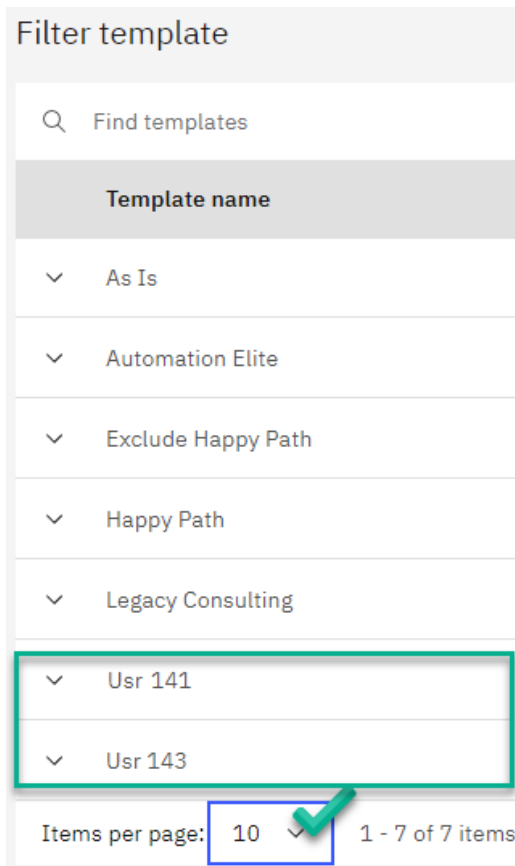 Filter template
Find templates
Template name
As Is
Automation Elite
Exclude Happy Path
Happy Path
Legacy Consulting
Usr 141
Usr 143
Items per page: 10 1 - 7 of 7 items